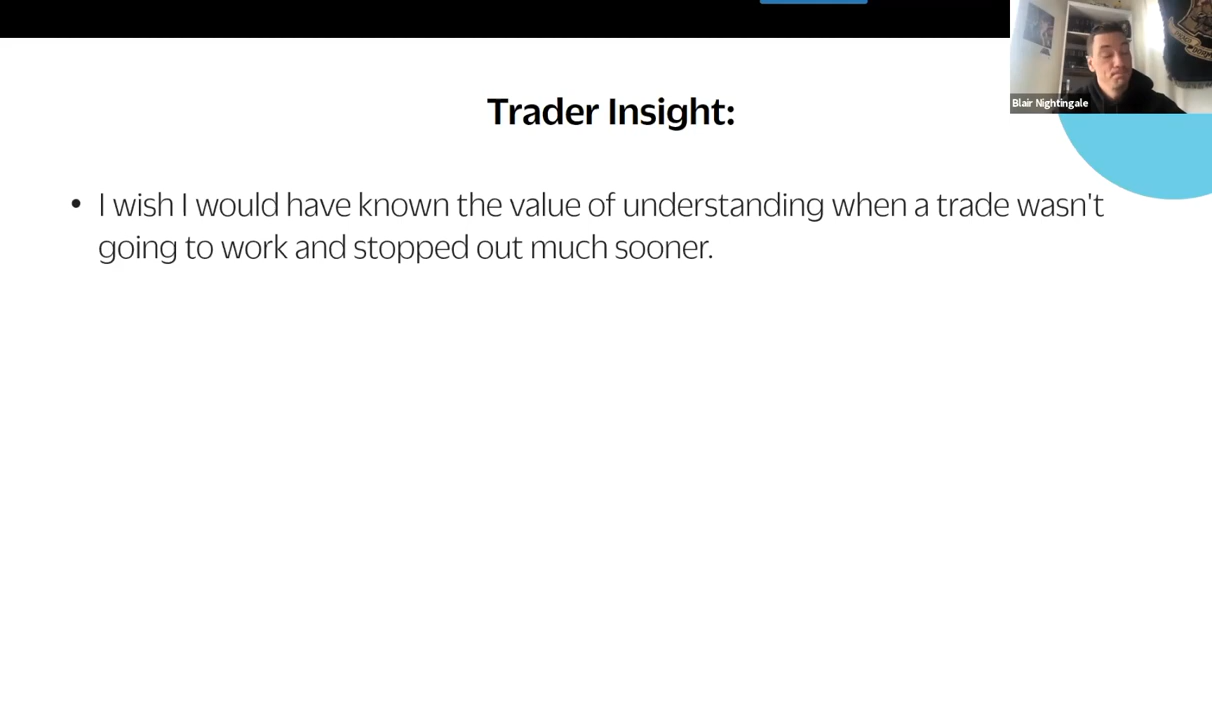 Blair Nightingale
Trader Insight:
• I wish I would have known the value of understanding when a trade wasn't
going to work and stopped out much sooner.